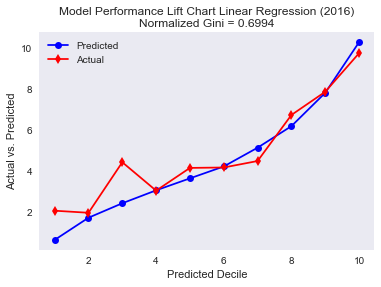 Model Performance Lift Chart Linear Regression (2016)
Normalized Gini = 0.6994
Predicted
Actual
Actual vs. Predicted
10
8
6
4
2
2 4 6 8 10
Predicted Decile